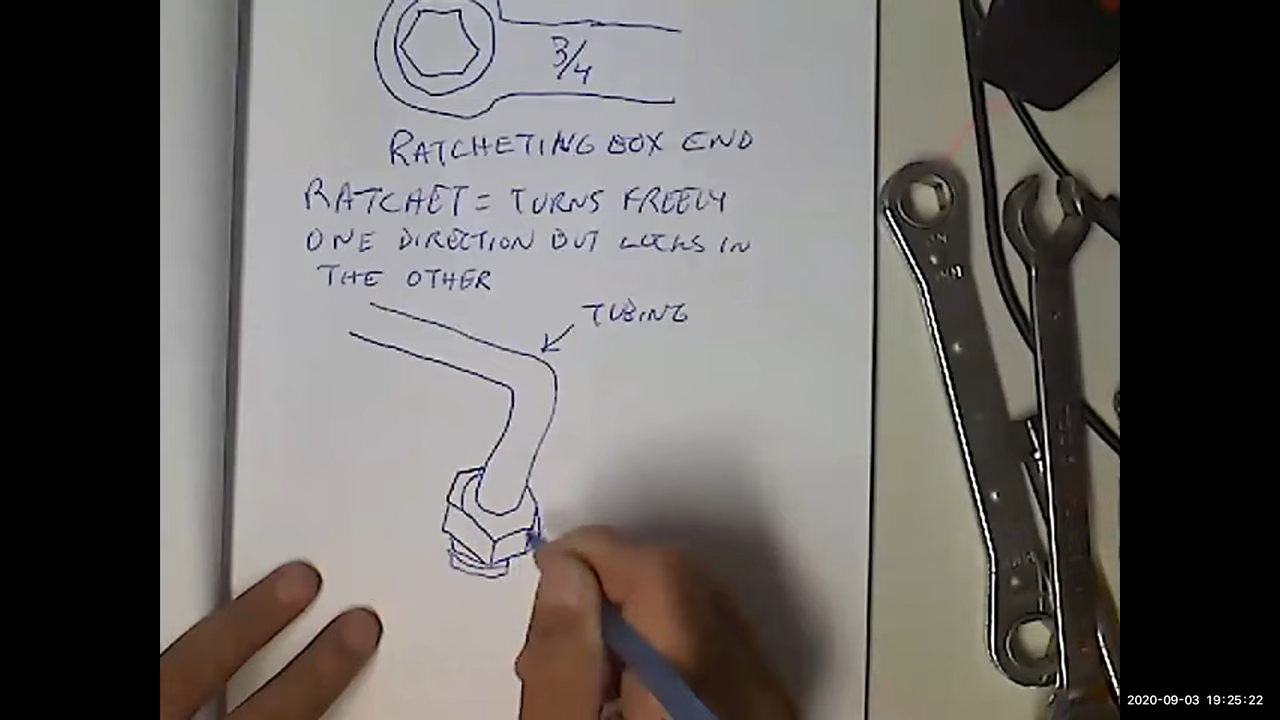 3/4
RATCHETING BOX END
RATCHET = TURNS FREELY
ONE DIRECTION BUT LOCKS IN
THE OTHER
TUBING
2020-09-03 19:25:22